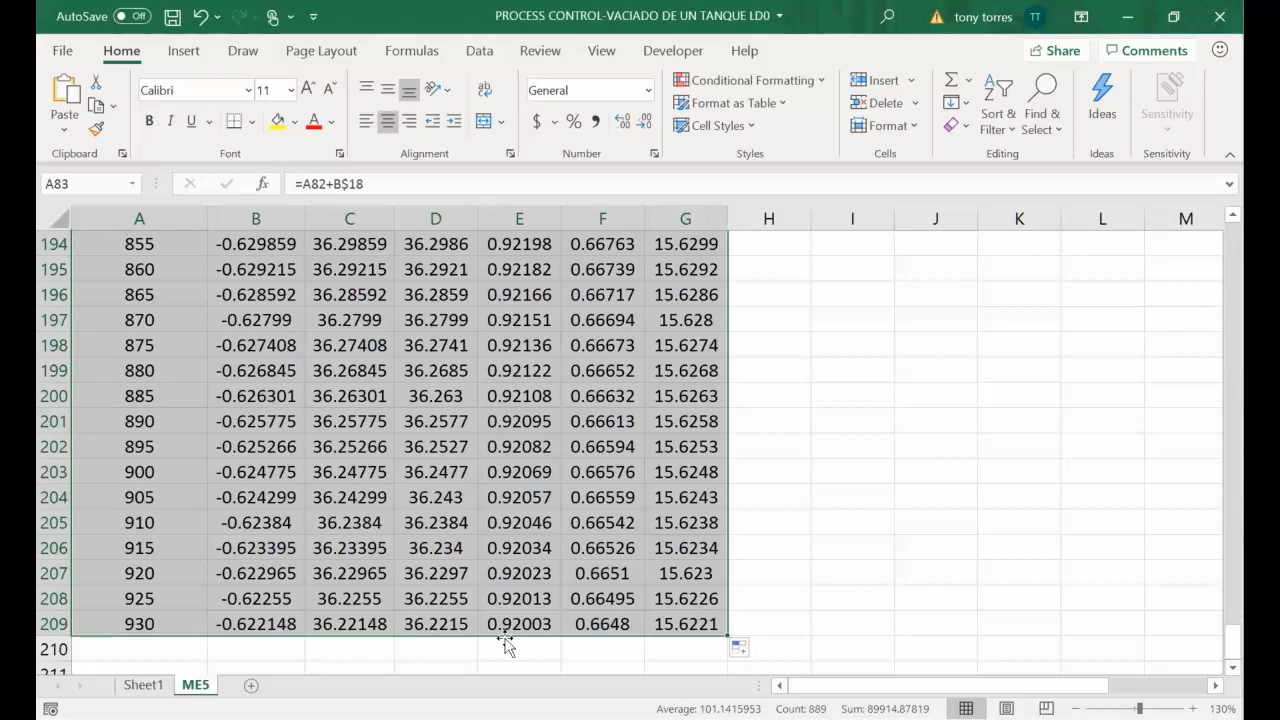 AutoSave Off PROCESS CONTROL-VACIADO DE UN TANQUE LD0 tony torres TT
File Home Insert Draw Page Layout Formulas Data Review View Developer Help Share Comments
Paste Calibri 11 A A General Conditional Formatting Insert Sort & Find & Ideas Sensitivity
B I U A $ % 9 Format as Table Delete Filter Select
Cell Styles Format
Clipboard Font Alignment Number Styles Cells Editing Ideas Sensitivity
A83 fx =A82+B$18
A B C D E F G H I J K L M
194 855 -0.629859 36.29859 36.2986 0.92198 0.66763 15.6299
195 860 -0.629215 36.29215 36.2921 0.92182 0.66739 15.6292
196 865 -0.628592 36.28592 36.2859 0.92166 0.66717 15.6286
197 870 -0.62799 36.2799 36.2799 0.92151 0.66694 15.628
198 875 -0.627408 36.27408 36.2741 0.92136 0.66673 15.6274
199 880 -0.626845 36.26845 36.2685 0.92122 0.66652 15.6268
200 885 -0.626301 36.26301 36.263 0.92108 0.66632 15.6263
201 890 -0.625775 36.25775 36.2577 0.92095 0.66613 15.6258
202 895 -0.625266 36.25266 36.2527 0.92082 0.66594 15.6253
203 900 -0.624775 36.24775 36.2477 0.92069 0.66576 15.6248
204 905 -0.624299 36.24299 36.243 0.92057 0.66559 15.6243
205 910 -0.62384 36.2384 36.2384 0.92046 0.66542 15.6238
206 915 -0.623395 36.23395 36.234 0.92034 0.66526 15.6234
207 920 -0.622965 36.22965 36.2297 0.92023 0.6651 15.623
208 925 -0.62255 36.2255 36.2255 0.92013 0.66495 15.6226
209 930 -0.622148 36.22148 36.2215 0.92003 0.6648 15.6221
210
211
Sheet1 ME5
Average: 101.1415953 Count: 889 Sum: 89914.87819 130%